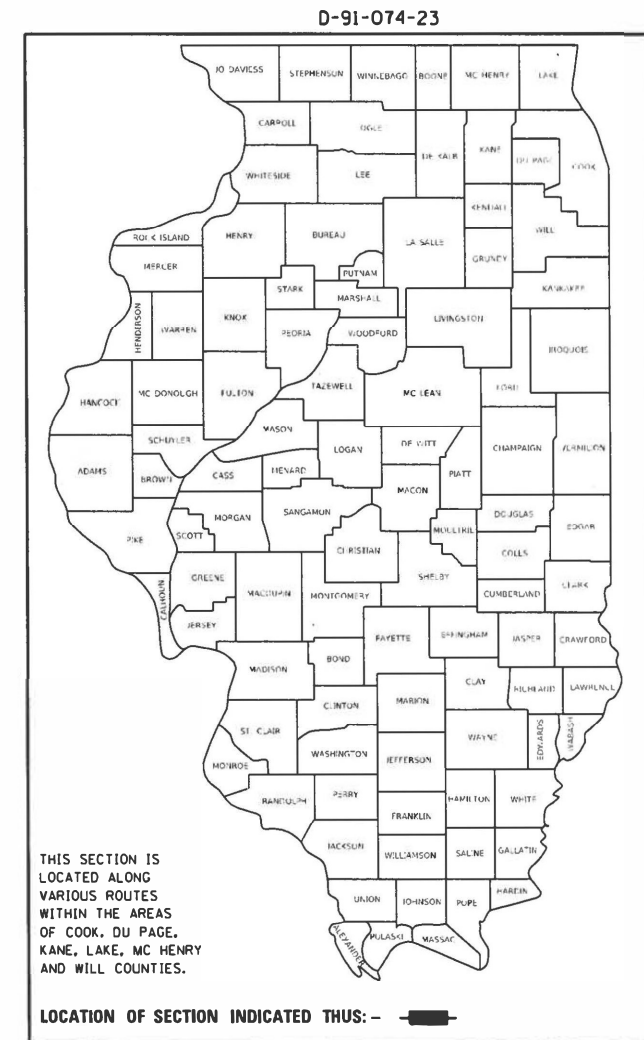 D-91-074-23
JO DAVIESS STEPHENSON WINNEBAGO BOONE MC HENRY LAKE
CARROLL OGLE DE KALB KANE DU PAGE COOK
WHITESIDE LEE
KENDALL
ROCK ISLAND HENRY BUREAU LA SALLE WILL
MERCER PUTNAM GRUNDY
STARK MARSHALL KANKAKEE
HENDERSON WARREN KNOX PEORIA WOODFORD LIVINGSTON
IROQUOIS
HANCOCK MC DONOUGH FULTON TAZEWELL MC LEAN FORD
MASON
SCHUYLER LOGAN DE WITT CHAMPAIGN VERMILION
ADAMS BROWN CASS MENARD PIATT
MACON
MORGAN SANGAMON DOUGLAS
PIKE SCOTT CHRISTIAN MOULTRIE EDGAR
COLES
GREENE MACOUPIN MONTGOMERY SHELBY CLARK
CALHOUN CUMBERLAND
JERSEY FAYETTE EFFINGHAM JASPER CRAWFORD
MADISON BOND
CLAY RICHLAND LAWRENCE
CLINTON MARION
ST. CLAIR WAYNE EDWARDS WABASH
WASHINGTON JEFFERSON
MONROE
RANDOLPH PERRY HAMILTON WHITE
FRANKLIN
JACKSON WILLIAMSON SALINE GALLATIN
UNION JOHNSON POPE HARDIN
ALEXANDER PULASKI MASSAC
THIS SECTION IS
LOCATED ALONG
VARIOUS ROUTES
WITHIN THE AREAS
OF COOK, DU PAGE,
KANE, LAKE, MC HENRY
AND WILL COUNTIES.
LOCATION OF SECTION INDICATED THUS: -